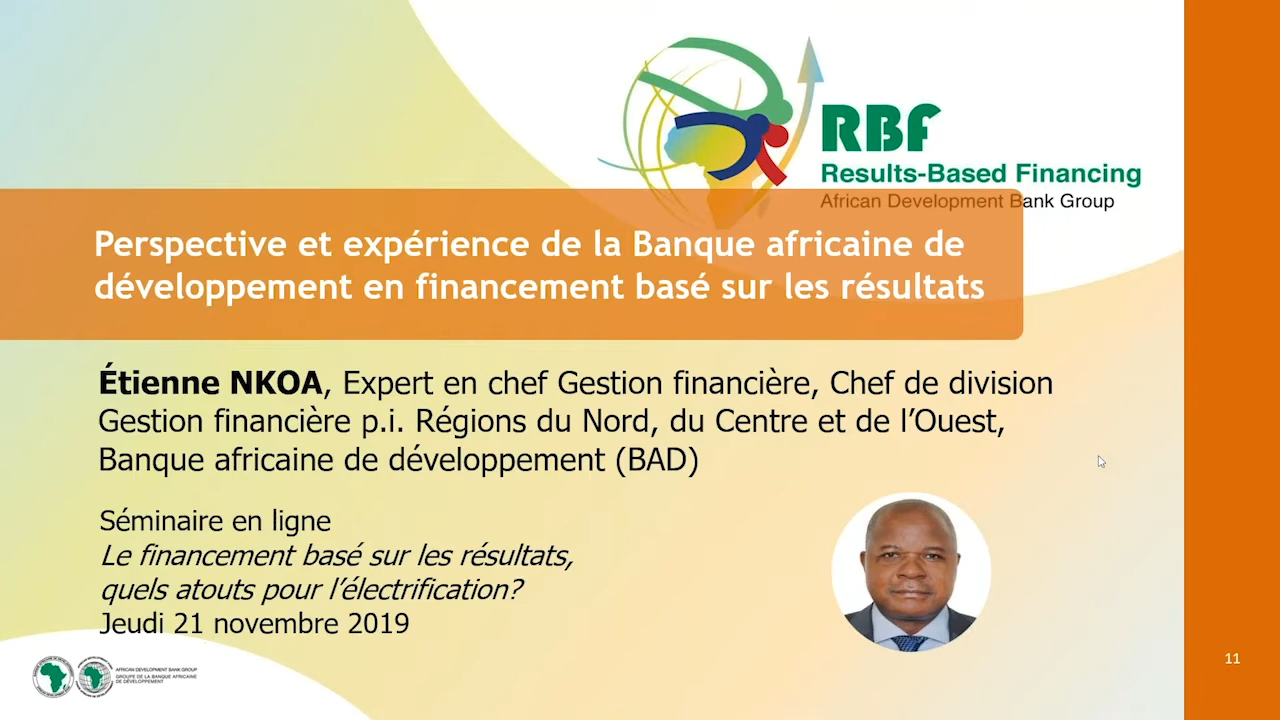 RBF
Results-Based Financing
African Development Bank Group
Perspective et expérience de la Banque africaine de
développement en financement basé sur les résultats
Étienne NKOA, Expert en chef Gestion financière, Chef de division
Gestion financière p.i. Régions du Nord, du Centre et de l’Ouest,
Banque africaine de développement (BAD)
Séminaire en ligne
Le financement basé sur les résultats,
quels atouts pour l’électrification?
Jeudi 21 novembre 2019
AFRICAN DEVELOPMENT BANK GROUP
GROUPE DE LA BANQUE AFRICAINE
DE DÉVELOPPEMENT
11